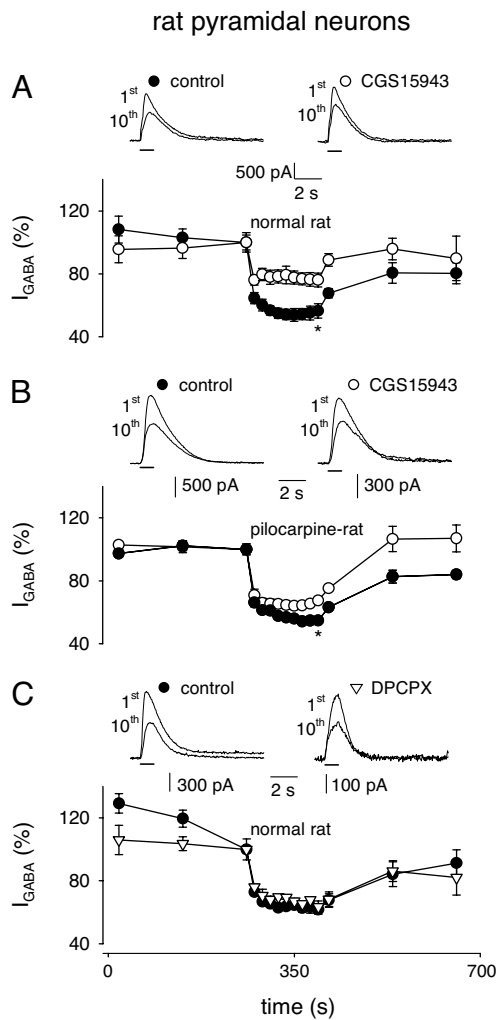 rat pyramidal neurons
A
control
CGS15943
1st
10th
1st
10th
500 pA
2 s
normal rat
120
80
40
IGABA (%)
*
B
control
CGS15943
1st
10th
1st
10th
500 pA
2 s
300 pA
pilocarpine-rat
120
80
40
IGABA (%)
*
C
control
DPCPX
1st
10th
1st
10th
300 pA
2 s
100 pA
normal rat
120
80
40
IGABA (%)
0
350
700
time (s)